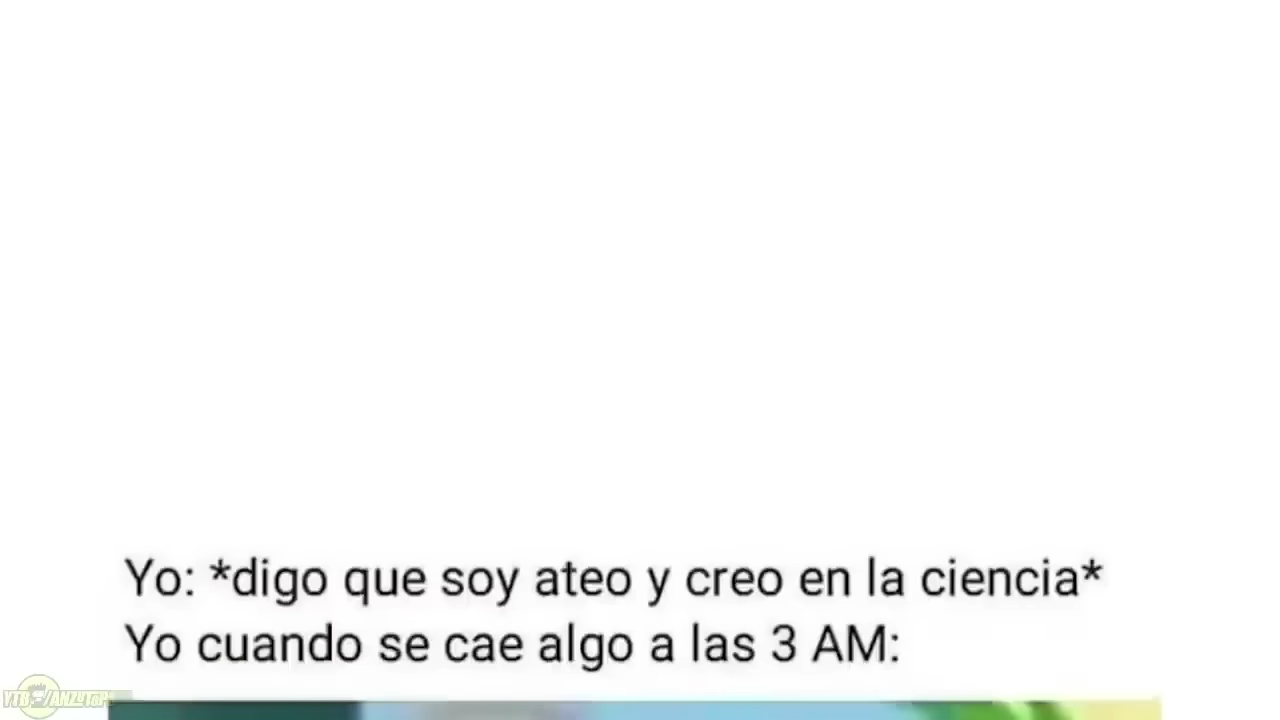 Yo: *digo que soy ateo y creo en la ciencia*
Yo cuando se cae algo a las 3 AM: